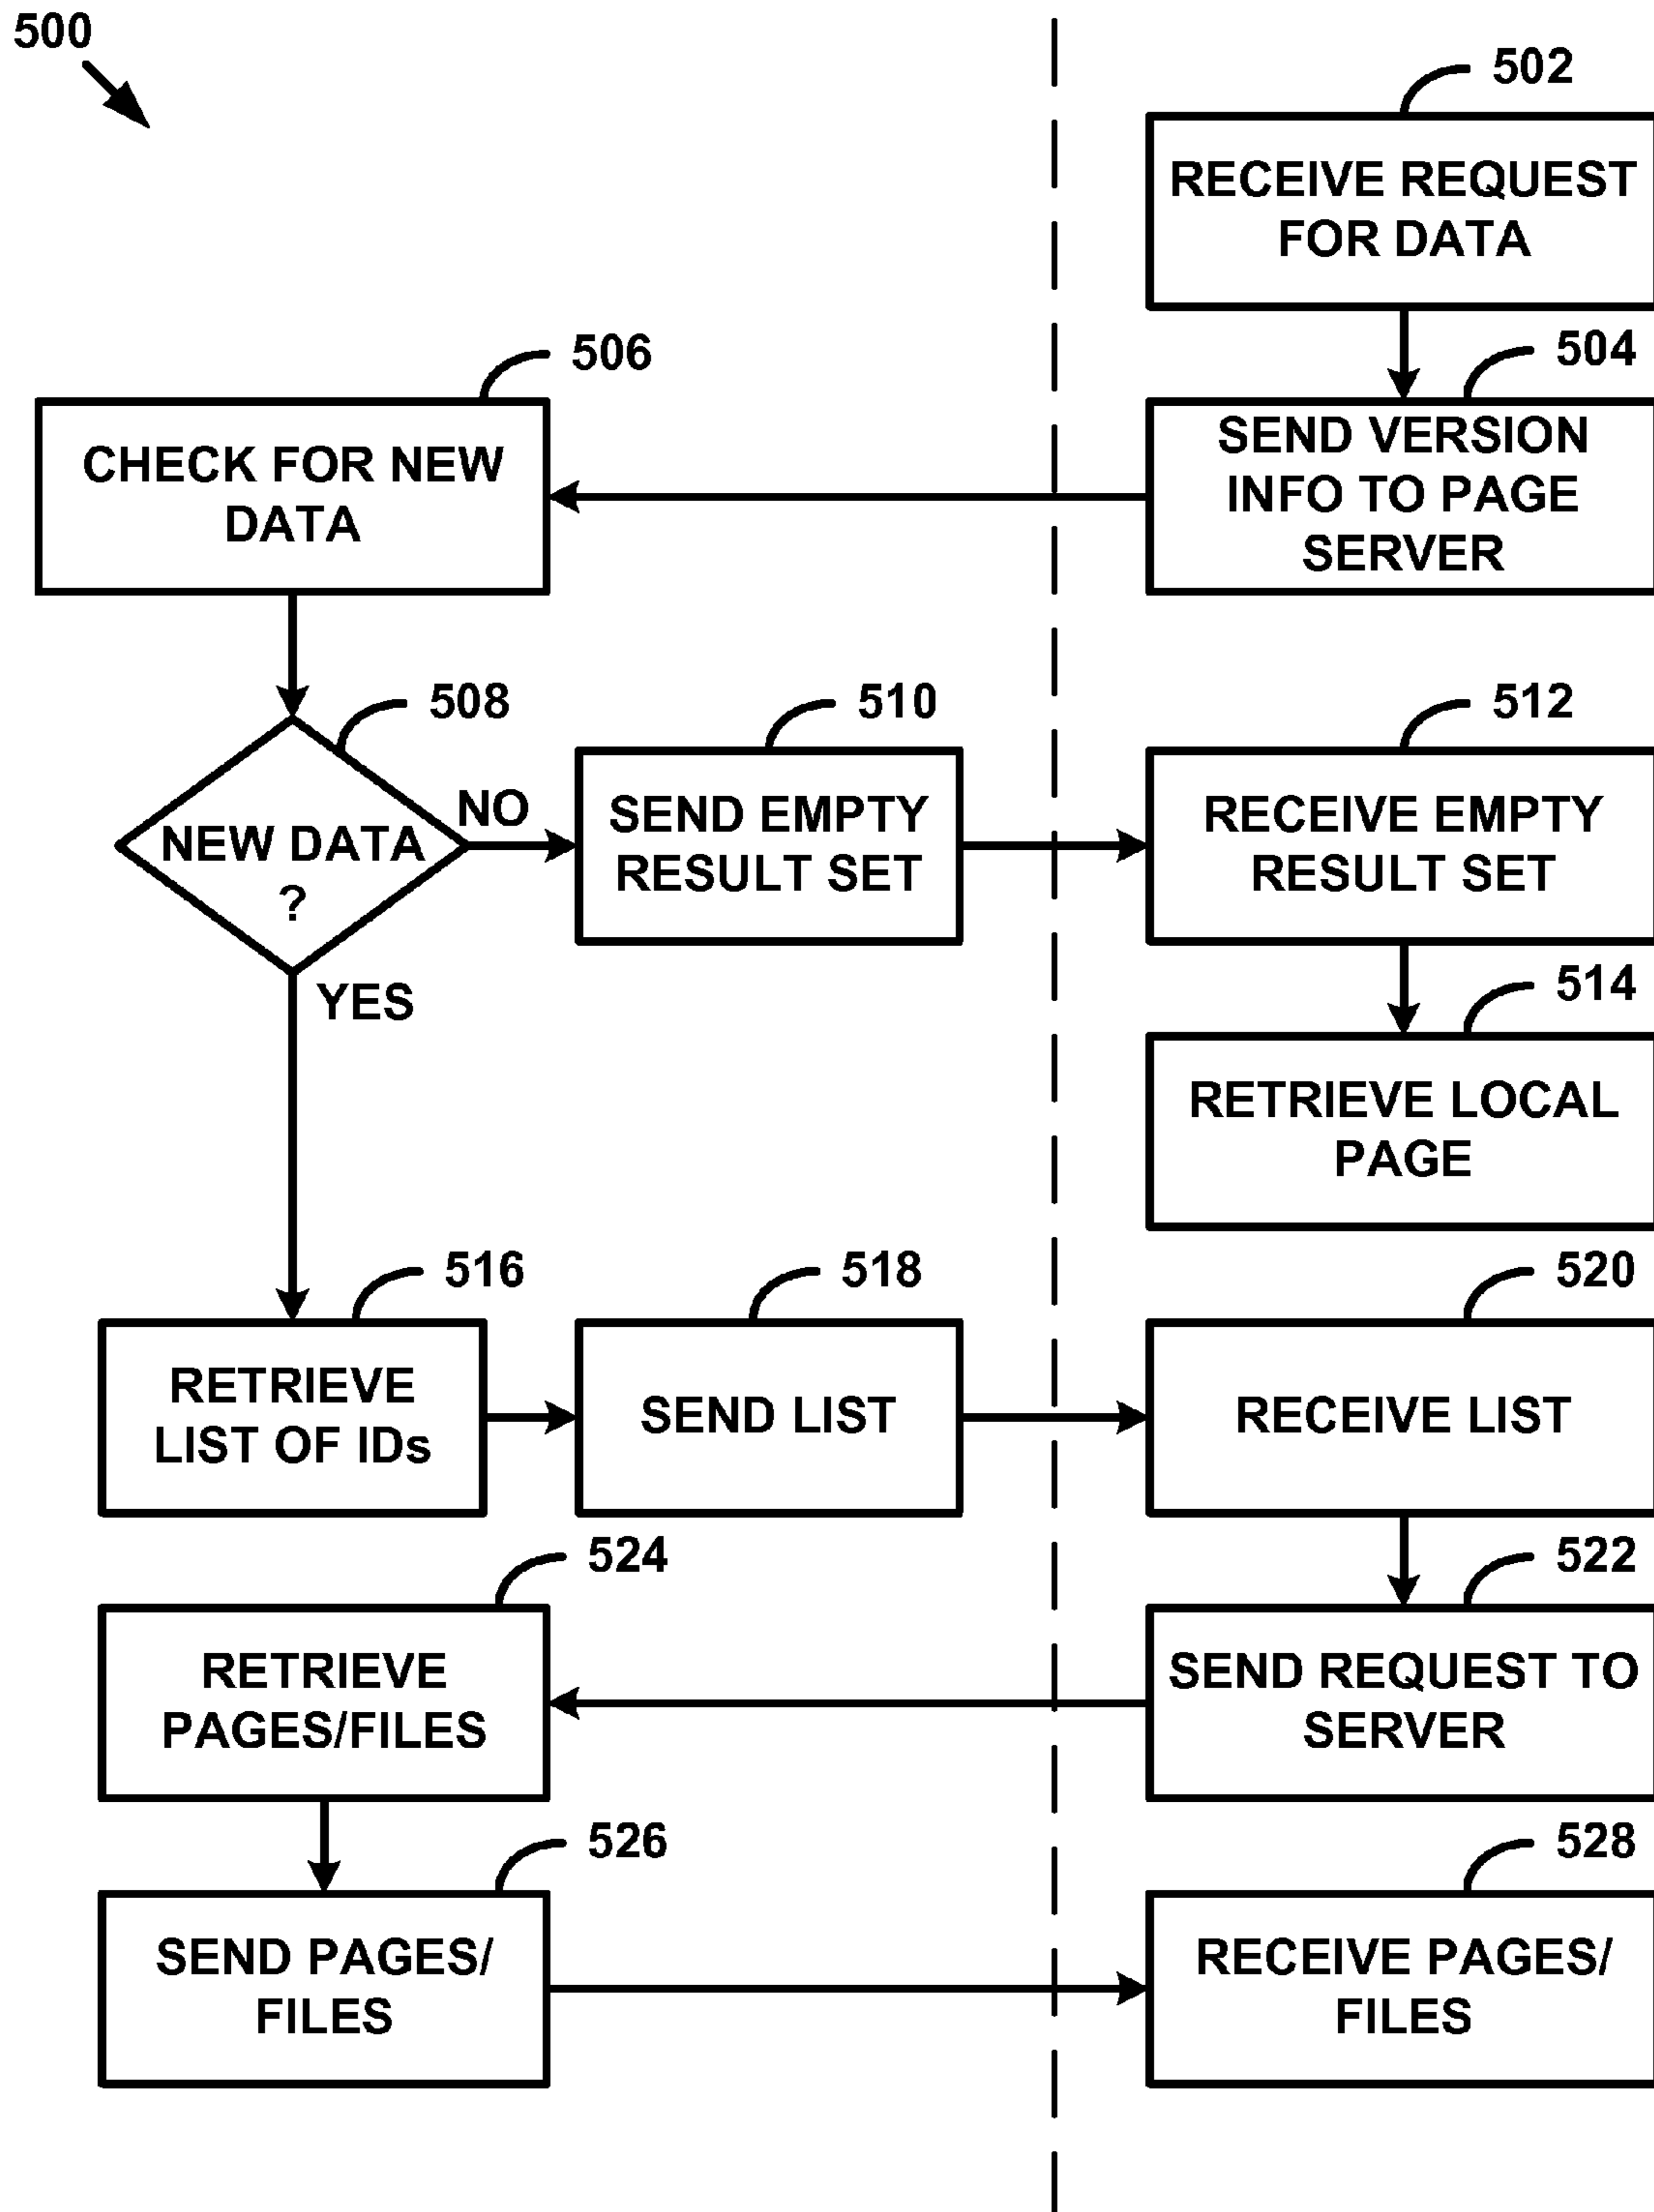 500
502
RECEIVE REQUEST
FOR DATA
504
SEND VERSION
INFO TO PAGE
SERVER
506
CHECK FOR NEW
DATA
508
NEW DATA
?
NO
YES
510
SEND EMPTY
RESULT SET
512
RECEIVE EMPTY
RESULT SET
514
RETRIEVE LOCAL
PAGE
516
RETRIEVE
LIST OF IDs
518
SEND LIST
520
RECEIVE LIST
522
SEND REQUEST TO
SERVER
524
RETRIEVE
PAGES/FILES
526
SEND PAGES/
FILES
528
RECEIVE PAGES/
FILES